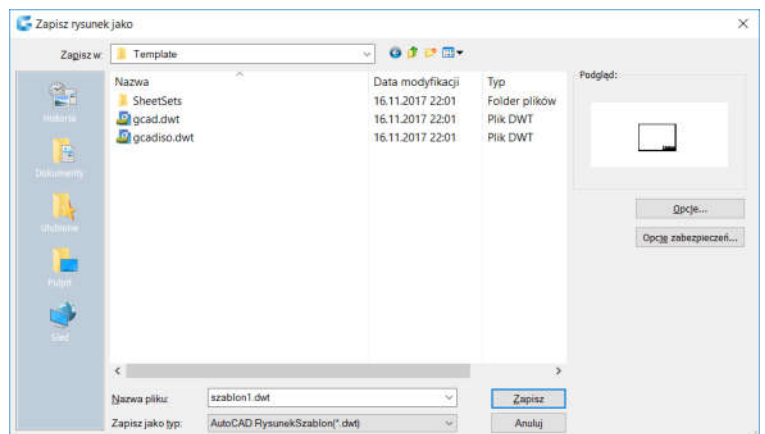 Zapisz rysunek jako
Zapisz w: Template
Nazwa Data modyfikacji Typ
SheetSets 16.11.2017 22:01 Folder plików
gcad.dwt 16.11.2017 22:01 Plik DWT
gcadiso.dwt 16.11.2017 22:01 Plik DWT
Historia
Dokumenty
Ulubione
Pulpit
Sieć
Podgląd:
Opcje...
Opcje zabezpieczeń...
Nazwa pliku: szablon1.dwt Zapisz
Zapisz jako typ: AutoCAD RysunekSzablon(*.dwt) Anuluj